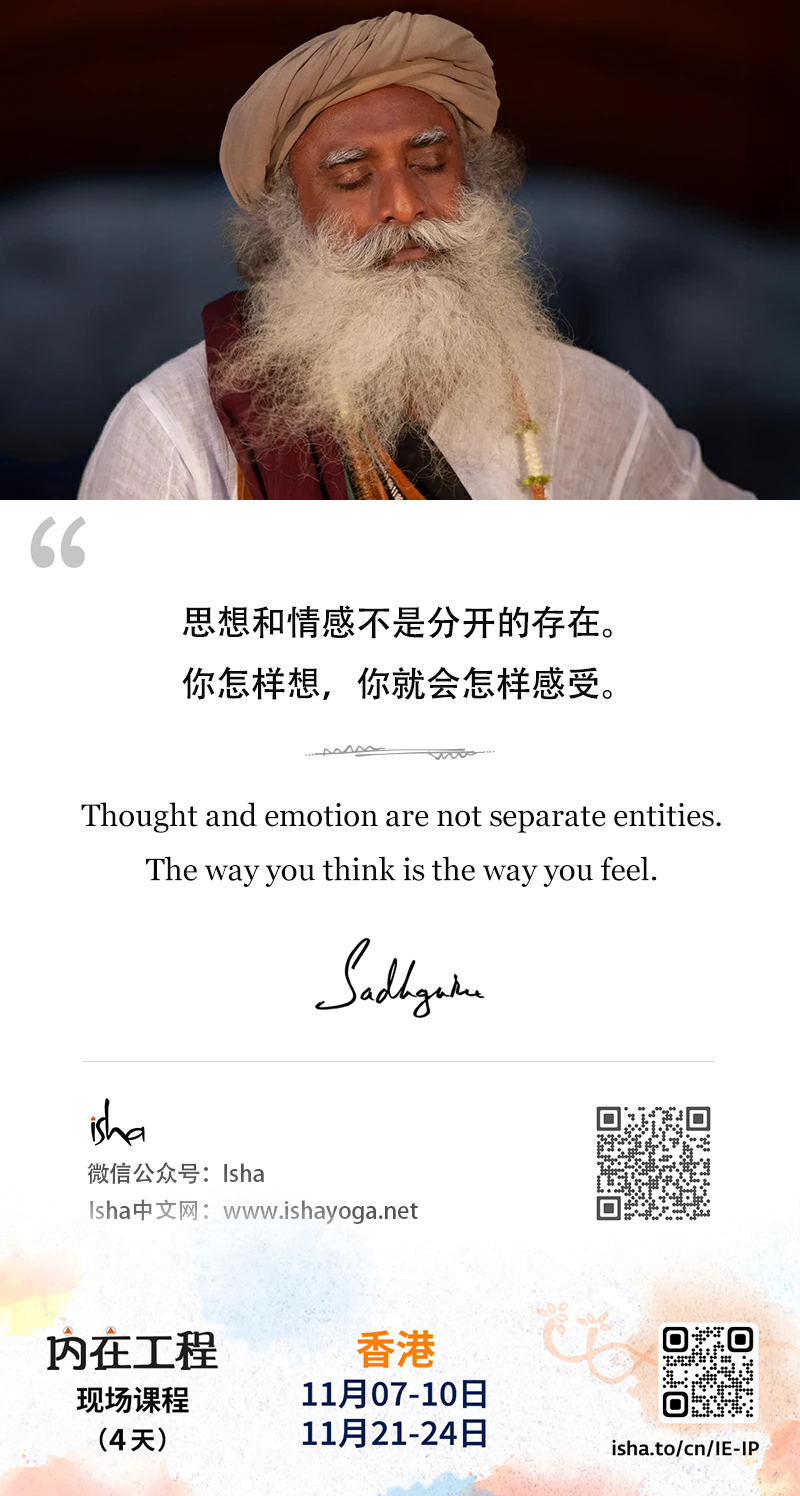 “
思想和情感不是分开的存在。
你怎样想，你就会怎样感受。
Thought and emotion are not separate entities.
The way you think is the way you feel.
Sadhguru
isha
微信公众号：Isha
Isha中文网：www.ishayoga.net
内在工程
现场课程
（4天）
香港
11月07-10日
11月21-24日
isha.to/cn/IE-IP